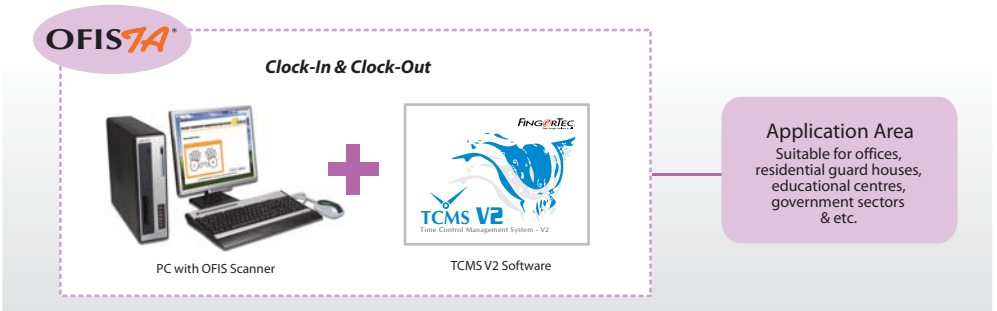 OFISTA*
Clock-In & Clock-Out
FINGERTEC
TCMS V2
Time Control Management System - V2
PC with OFIS Scanner
TCMS V2 Software
Application Area
Suitable for offices,
residential guard houses,
educational centres,
government sectors
& etc.